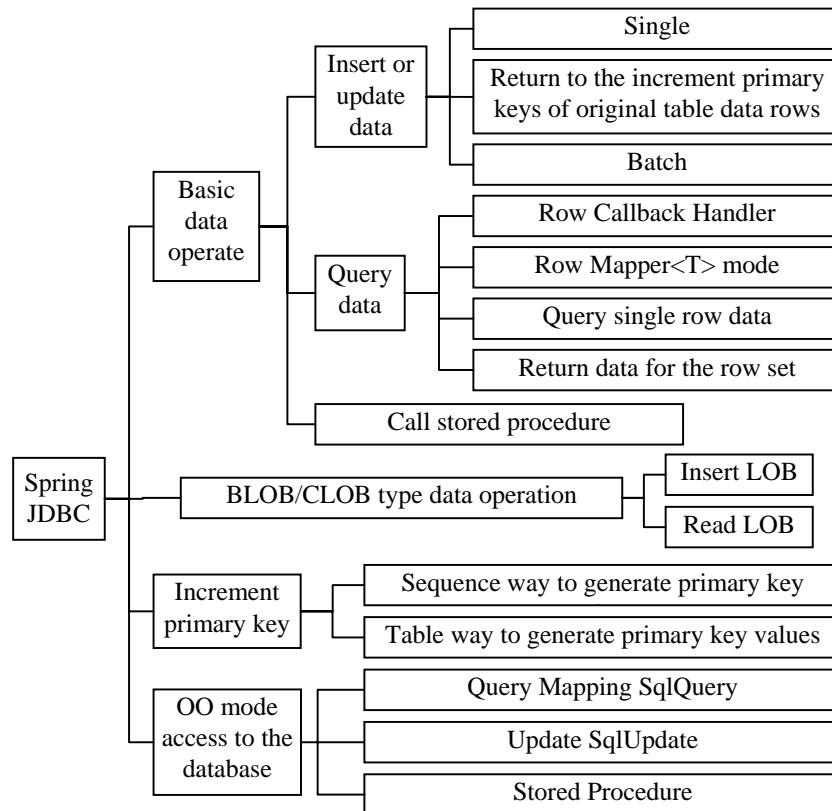 Single
Insert or
update
data
Return to the increment primary
keys of original table data rows
Batch
Basic
data
operate
Row Callback Handler
Query
data
Row Mapper<T> mode
Query single row data
Return data for the row set
Call stored procedure
Spring
JDBC
BLOB/CLOB type data operation
Insert LOB
Read LOB
Increment
primary key
Sequence way to generate primary key
Table way to generate primary key values
OO mode
access to the
database
Query Mapping SqlQuery
Update SqlUpdate
Stored Procedure